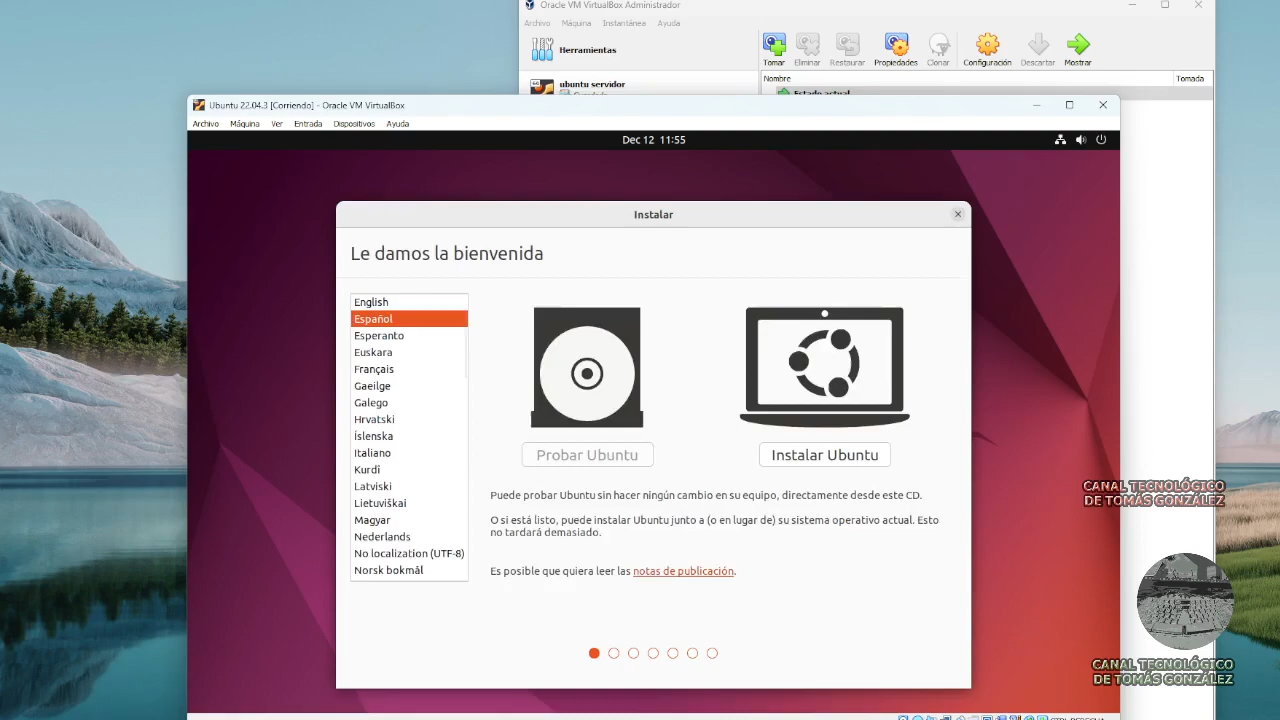 Oracle VM VirtualBox Administrador
Archivo Máquina Instantánea Ayuda
Herramientas
Tomar Eliminar Restaurar Propiedades Clonar Configuración Descartar Mostrar
Nombre Tomada
ubuntu servidor
Estado actual
Ubuntu 22.04.3 [Corriendo] - Oracle VM VirtualBox
Archivo Máquina Ver Entrada Dispositivos Ayuda
Dec 12 11:55
Instalar
Le damos la bienvenida
English
Español
Esperanto
Euskara
Français
Gaeilge
Galego
Hrvatski
Íslenska
Italiano
Kurdî
Latviski
Lietuviškai
Magyar
Nederlands
No localization (UTF-8)
Norsk bokmål
Probar Ubuntu
Instalar Ubuntu
Puede probar Ubuntu sin hacer ningún cambio en su equipo, directamente desde este CD.
O si está listo, puede instalar Ubuntu junto a (o en lugar de) su sistema operativo actual. Esto
no tardará demasiado.
Es posible que quiera leer las notas de publicación.
CANAL TECNOLÓGICO
DE TOMÁS GONZÁLEZ
CANAL TECNOLÓGICO
DE TOMÁS GONZÁLEZ